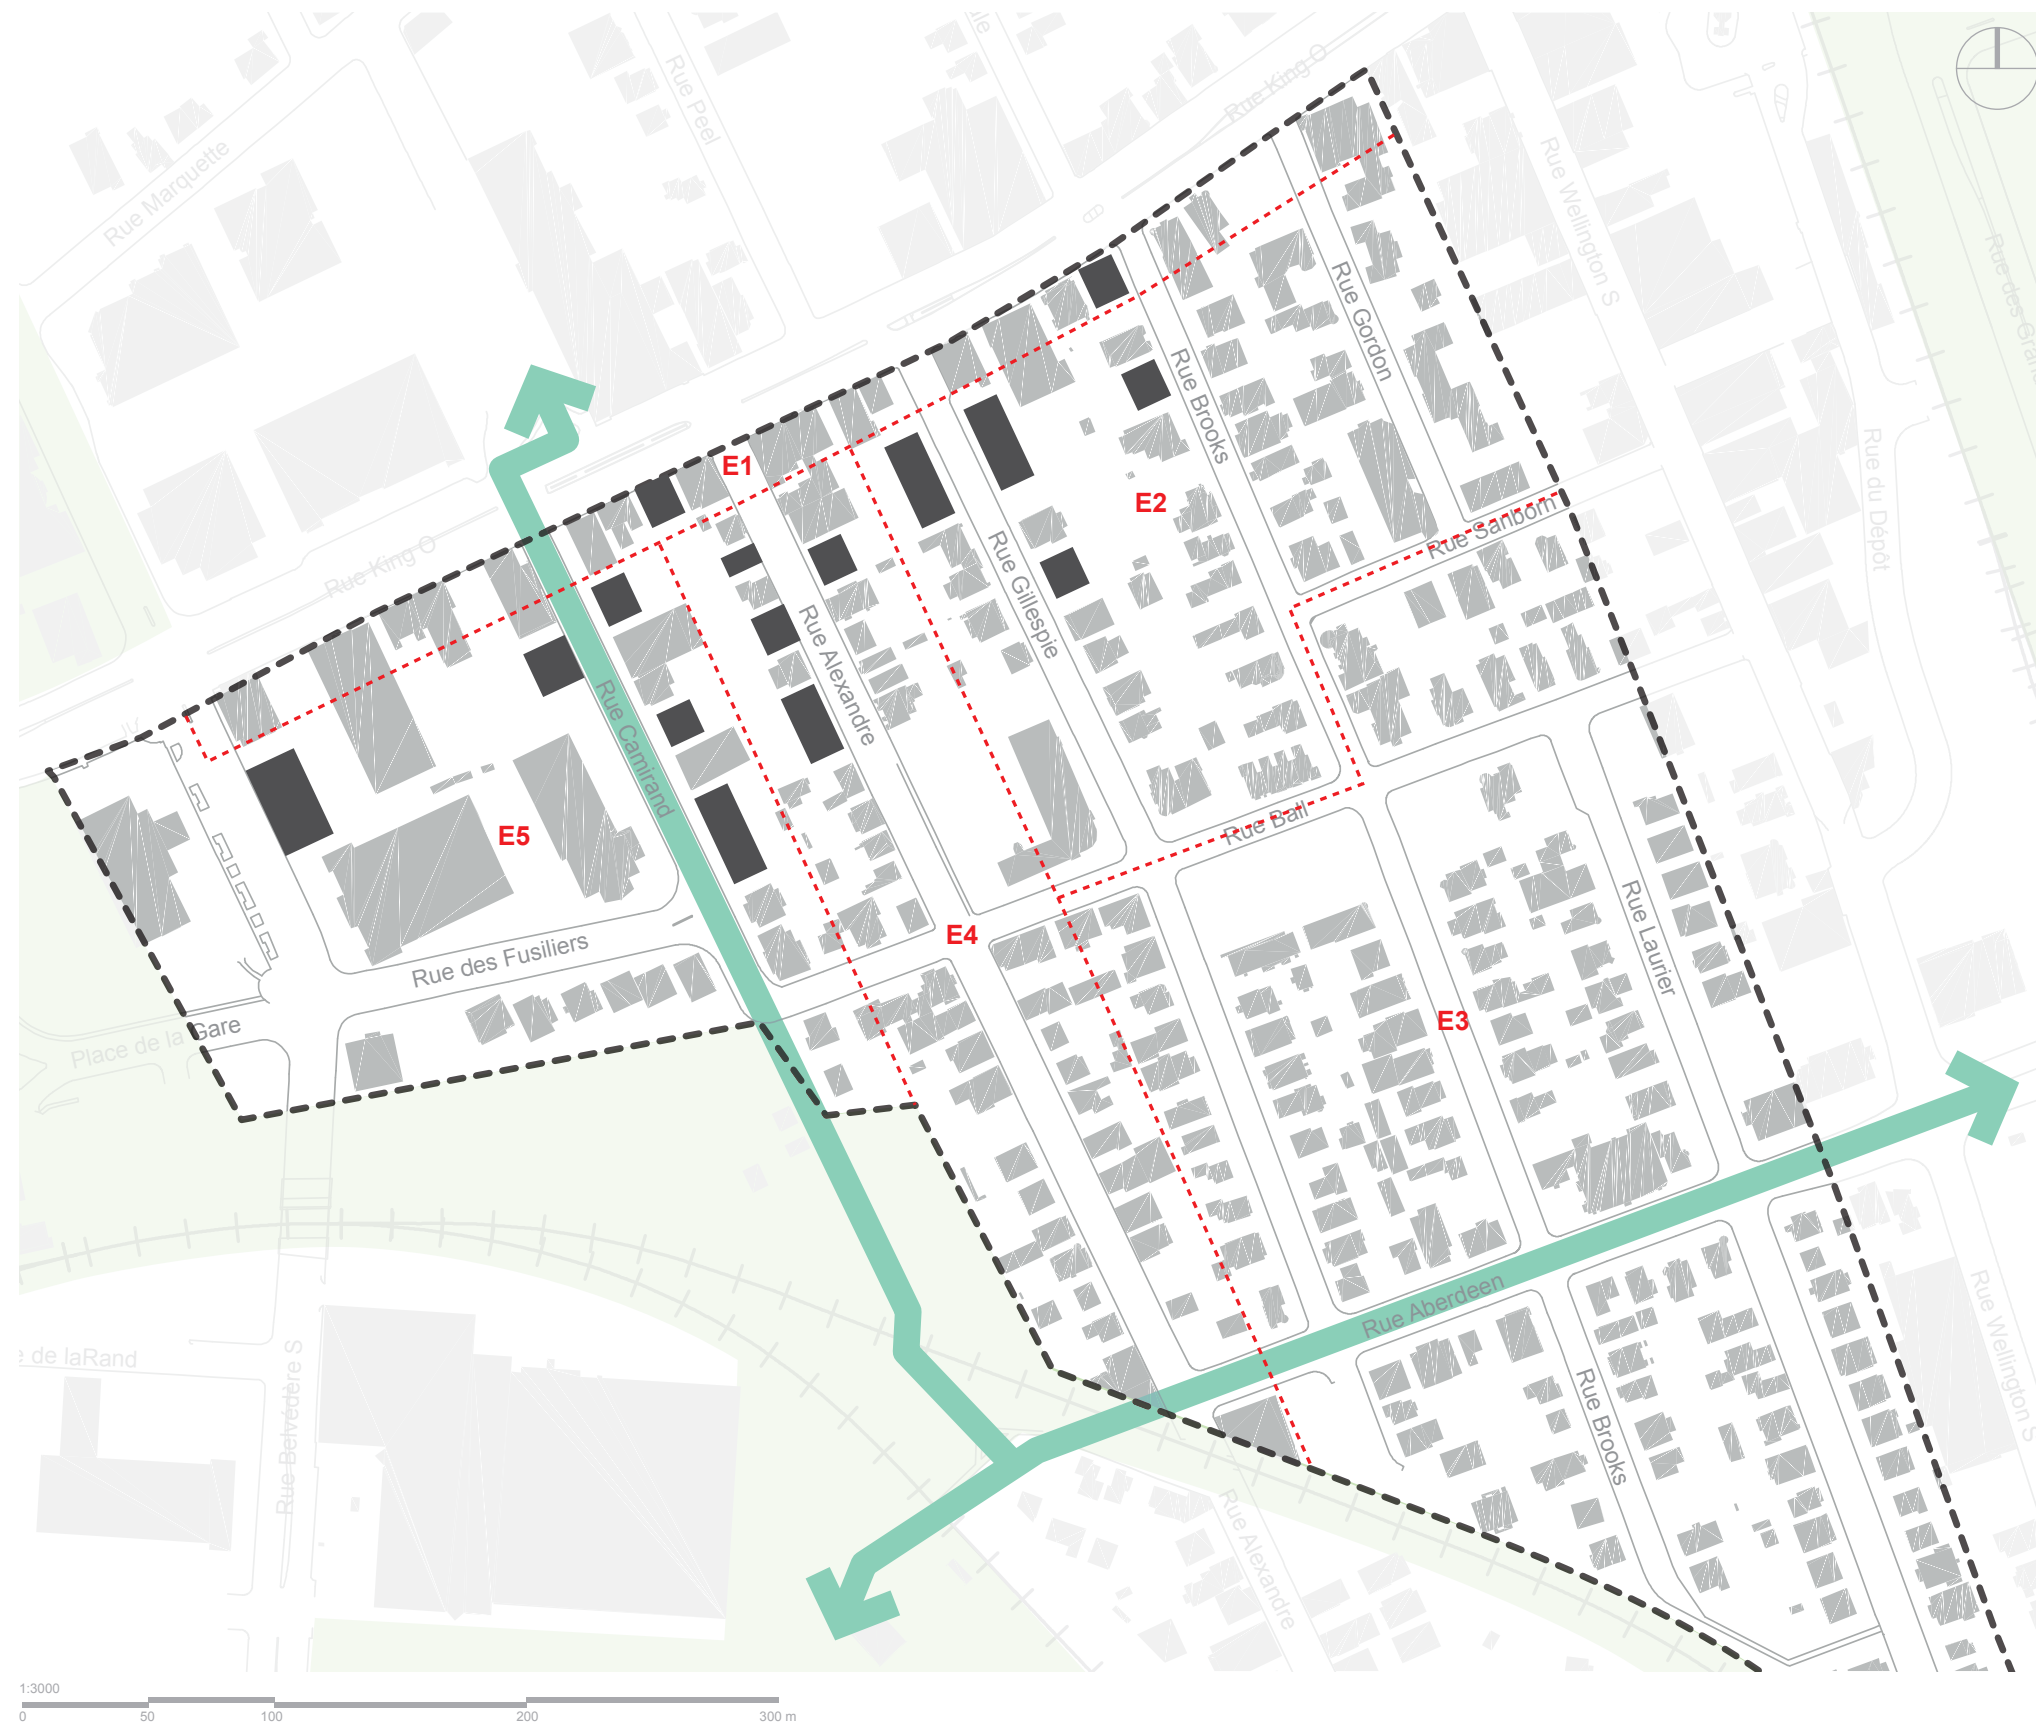 Rue Peel
Rue King O
Rue Marquette
Rue Wellington S
Rue des Gran
Rue Gordon
Rue Brooks
E1
E2
Rue du Dépôt
Rue Sanborn
Rue King O
Rue Gillespie
Rue Alexandre
Rue Camirand
E5
Rue Ball
E4
Rue Laurier
Rue des Fusiliers
E3
Place de la Gare
Rue Aberdeen
e de laRand
Rue Belvédère S
Rue Brooks
Rue Wellington S
Rue Alexandre
1:3000
0 50 100 200 300 m